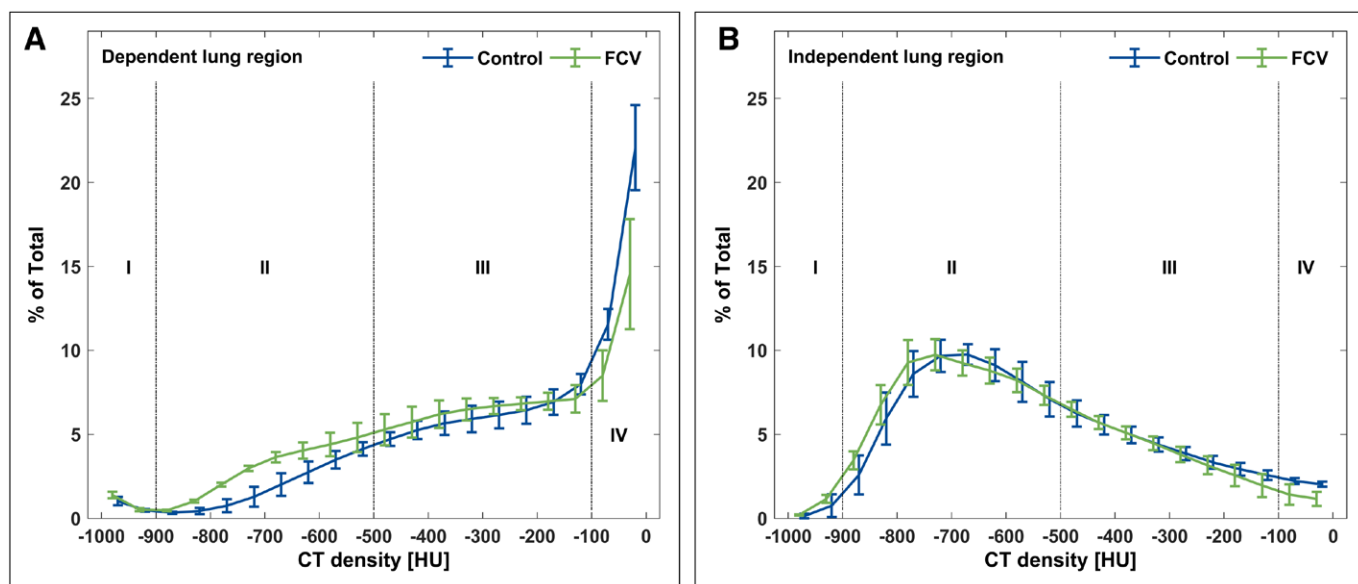 A
Dependent lung region
Control
FCV
25
20
15
10
5
0
% of Total
I
II
III
IV
-1000 -900 -800 -700 -600 -500 -400 -300 -200 -100 0
CT density [HU]
B
Independent lung region
Control
FCV
25
20
15
10
5
0
% of Total
I
II
III
IV
-1000 -900 -800 -700 -600 -500 -400 -300 -200 -100 0
CT density [HU]